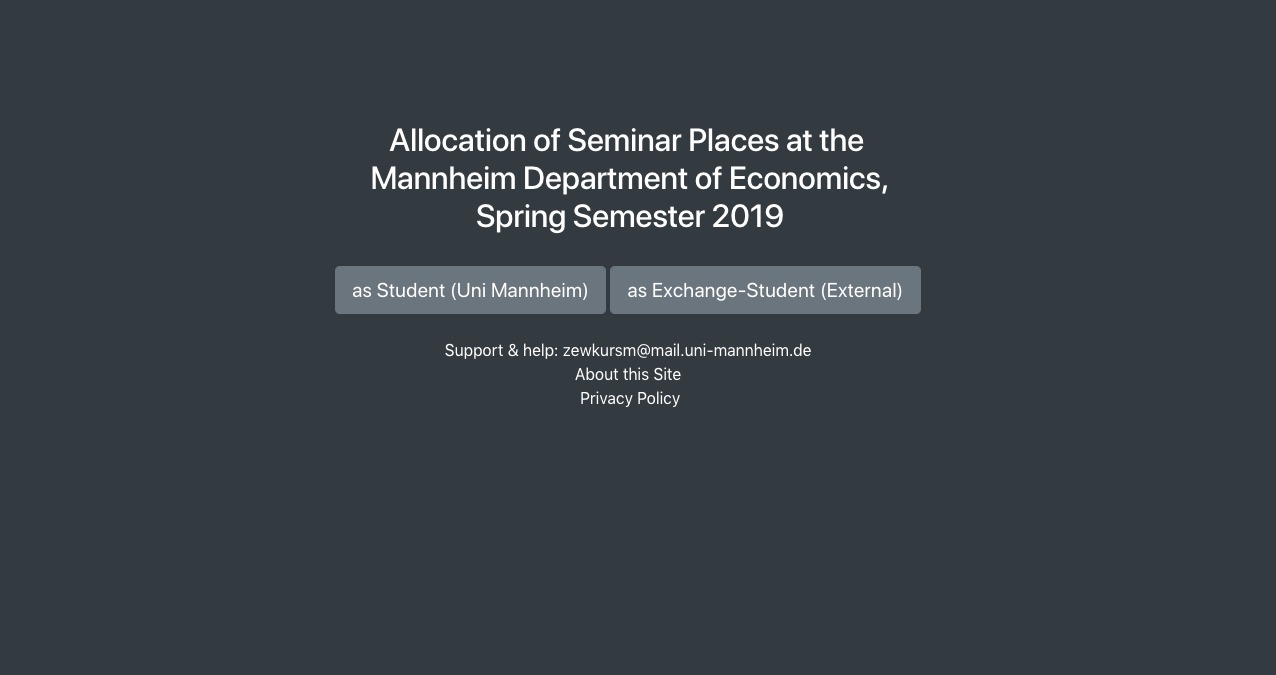 Allocation of Seminar Places at the
Mannheim Department of Economics,
Spring Semester 2019
as Student (Uni Mannheim)
as Exchange-Student (External)
Support & help: zewkursm@mail.uni-mannheim.de
About this Site
Privacy Policy